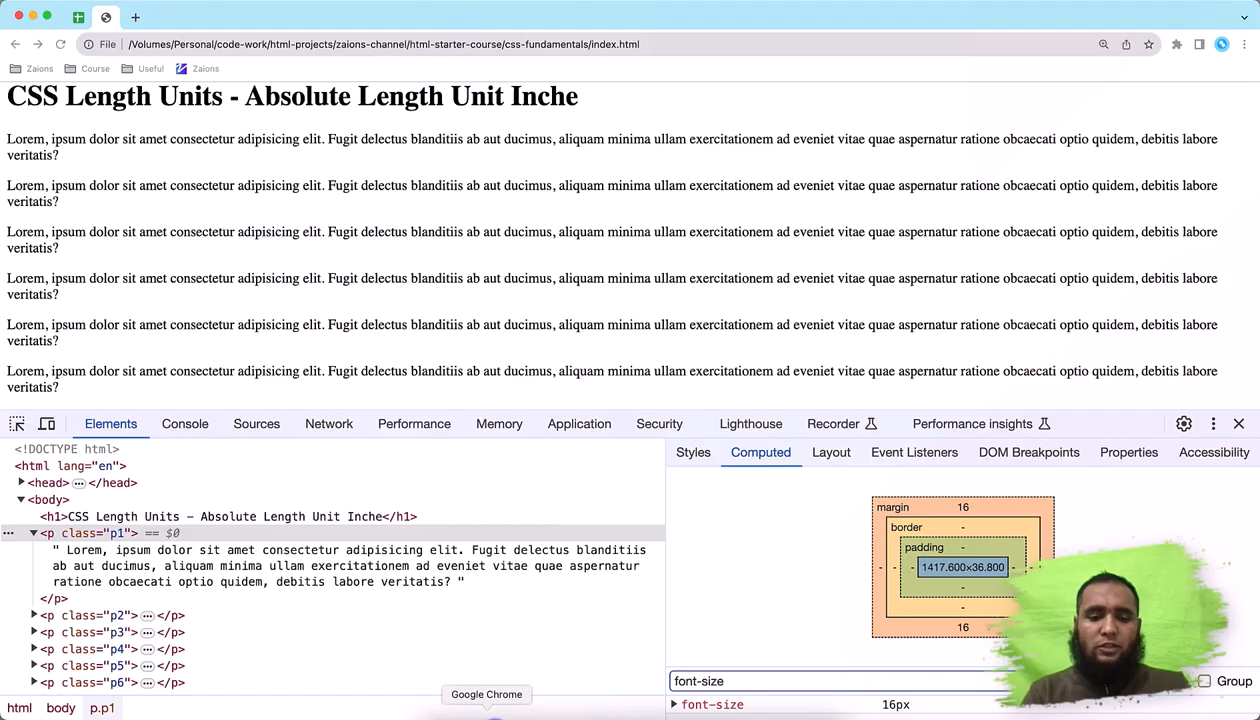 File
/Volumes/Personal/code-work/html-projects/zaions-channel/html-starter-course/css-fundamentals/index.html
Zaions Course Useful Zaions
CSS Length Units - Absolute Length Unit Inche
Lorem, ipsum dolor sit amet consectetur adipisicing elit. Fugit delectus blanditiis ab aut ducimus, aliquam minima ullam exercitationem ad eveniet vitae quae aspernatur ratione obcaecati optio quidem, debitis labore
veritatis?
Lorem, ipsum dolor sit amet consectetur adipisicing elit. Fugit delectus blanditiis ab aut ducimus, aliquam minima ullam exercitationem ad eveniet vitae quae aspernatur ratione obcaecati optio quidem, debitis labore
veritatis?
Lorem, ipsum dolor sit amet consectetur adipisicing elit. Fugit delectus blanditiis ab aut ducimus, aliquam minima ullam exercitationem ad eveniet vitae quae aspernatur ratione obcaecati optio quidem, debitis labore
veritatis?
Lorem, ipsum dolor sit amet consectetur adipisicing elit. Fugit delectus blanditiis ab aut ducimus, aliquam minima ullam exercitationem ad eveniet vitae quae aspernatur ratione obcaecati optio quidem, debitis labore
veritatis?
Lorem, ipsum dolor sit amet consectetur adipisicing elit. Fugit delectus blanditiis ab aut ducimus, aliquam minima ullam exercitationem ad eveniet vitae quae aspernatur ratione obcaecati optio quidem, debitis labore
veritatis?
Lorem, ipsum dolor sit amet consectetur adipisicing elit. Fugit delectus blanditiis ab aut ducimus, aliquam minima ullam exercitationem ad eveniet vitae quae aspernatur ratione obcaecati optio quidem, debitis labore
veritatis?
Elements Console Sources Network Performance Memory Application Security Lighthouse Recorder Performance insights
<!DOCTYPE html>
<html lang="en">
<head> ••• </head>
<body>
<h1>CSS Length Units - Absolute Length Unit Inche</h1>
••• <p class="p1"> == $0
" Lorem, ipsum dolor sit amet consectetur adipisicing elit. Fugit delectus blanditiis
ab aut ducimus, aliquam minima ullam exercitationem ad eveniet vitae quae aspernatur
ratione obcaecati optio quidem, debitis labore veritatis? "
</p>
<p class="p2"> ••• </p>
<p class="p3"> ••• </p>
<p class="p4"> ••• </p>
<p class="p5"> ••• </p>
<p class="p6"> ••• </p>
html body p.p1
Google Chrome
Styles Computed Layout Event Listeners DOM Breakpoints Properties Accessibility
margin 16
border -
padding -
- - - 1417.600×36.800 - - -
-
-
16
font-size
Group
font-size 16px